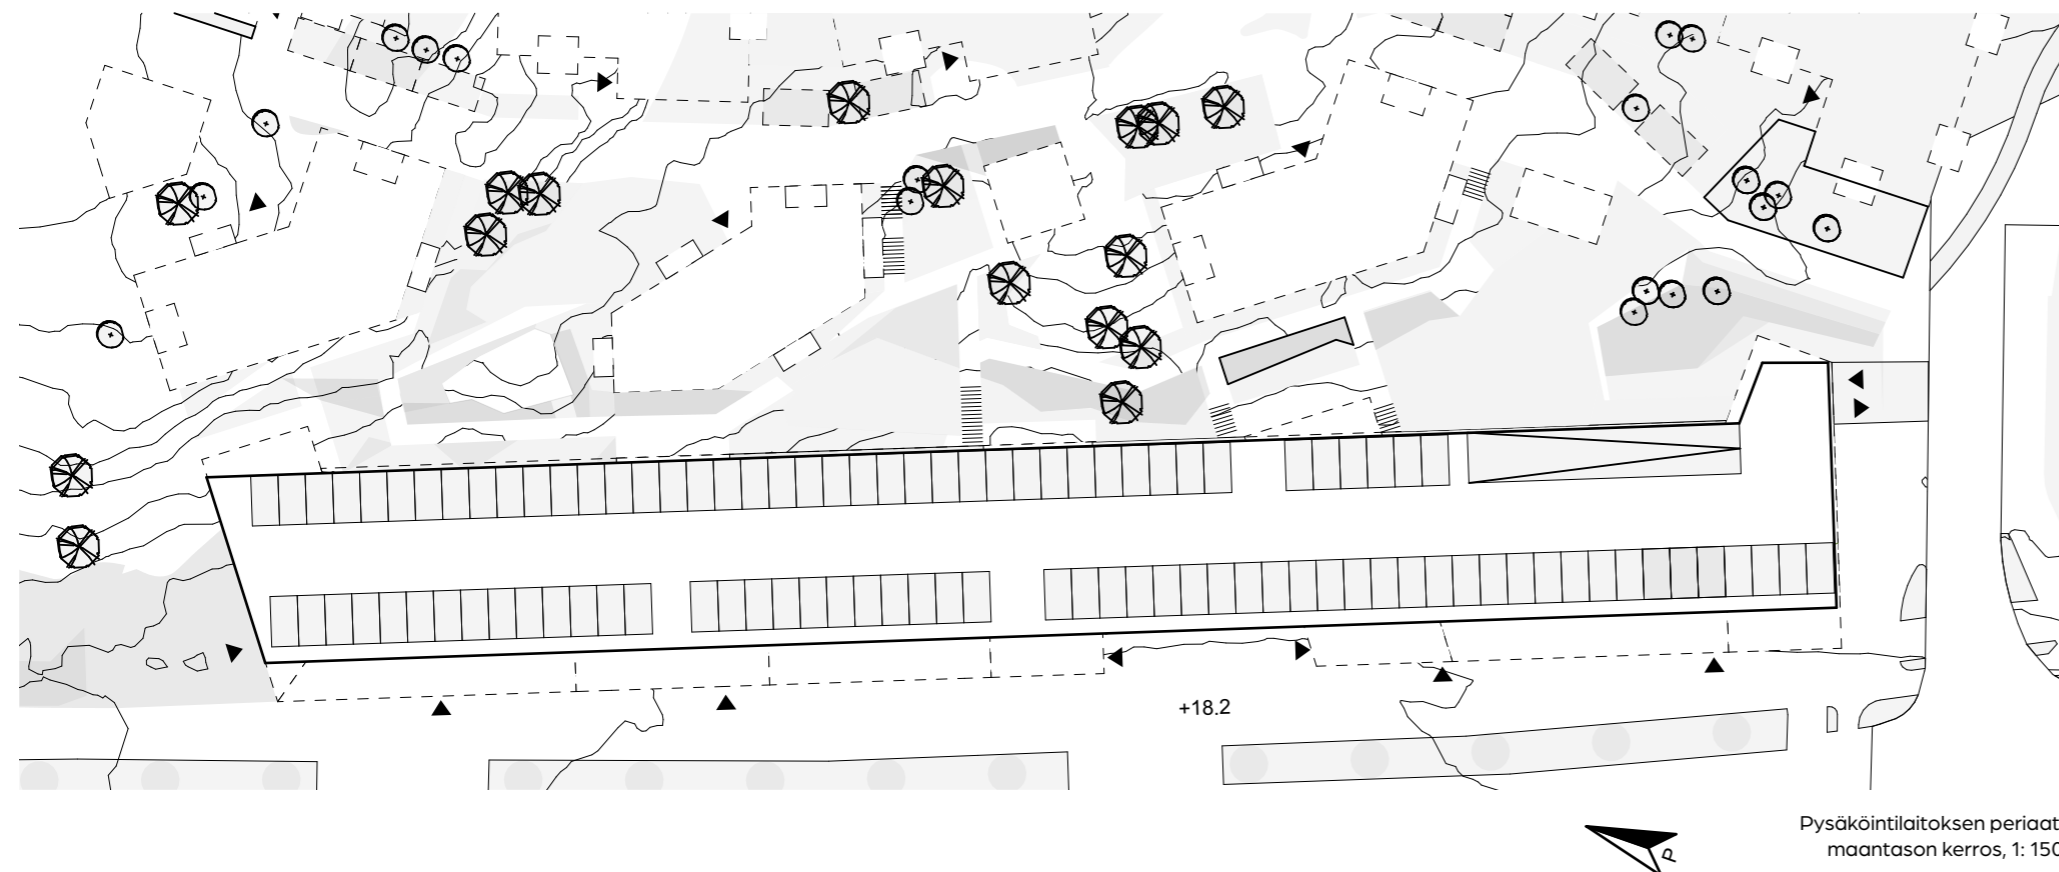 +18.2
Pysäköintilaitoksen periaat
maantason kerros, 1: 150
P